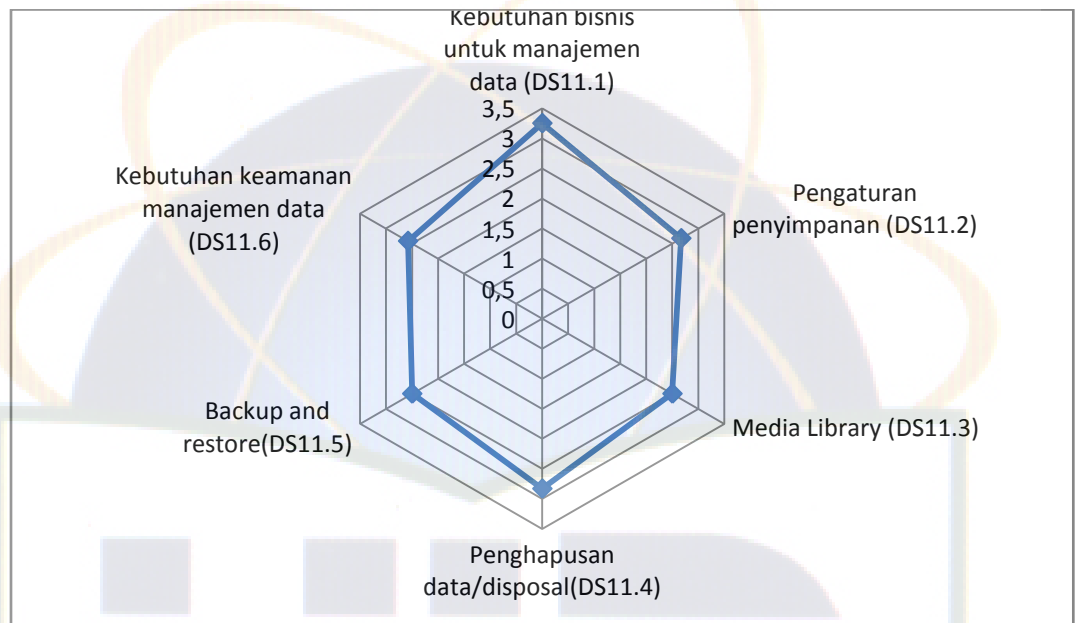 Kebutuhan bisnis
untuk manajemen
data (DS11.1)
3,5
3
2,5
2
1,5
1
0,5
0
Pengaturan
penyimpanan (DS11.2)
Media Library (DS11.3)
Penghapusan
data/disposal(DS11.4)
Backup and
restore(DS11.5)
Kebutuhan keamanan
manajemen data
(DS11.6)